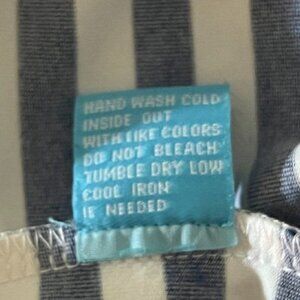 HAND WASH COLD
INSIDE OUT
WITH LIKE COLORS
DO NOT BLEACH
TUMBLE DRY LOW
COOL IRON
IF NEEDED